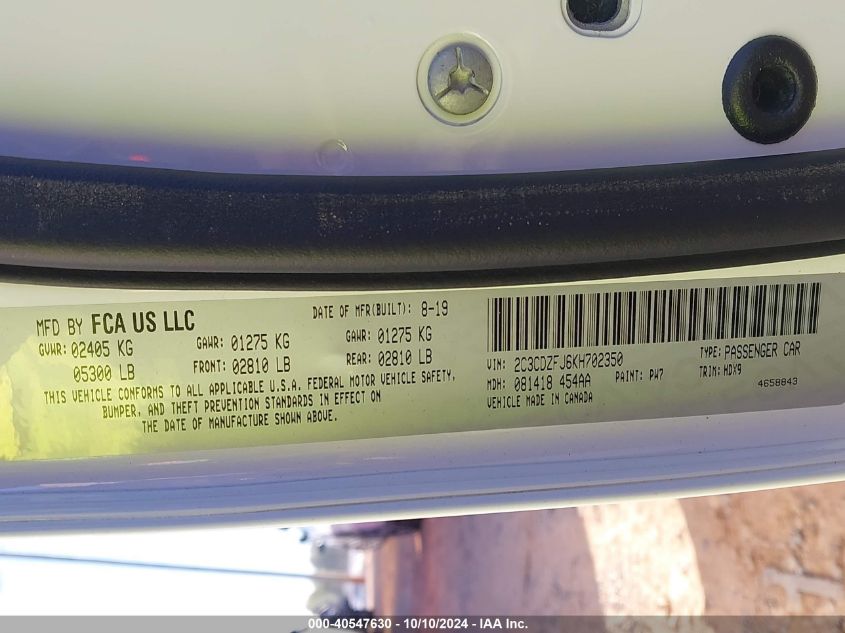 MFD BY FCA US LLC
DATE OF MFR(BUILT): 8-19
GVWR: 02405 KG
GAWR: 01275 KG
GAWR: 01275 KG
05300 LB
FRONT: 02810 LB
REAR: 02810 LB
THIS VEHICLE CONFORMS TO ALL APPLICABLE U.S.A. FEDERAL MOTOR VEHICLE SAFETY,
BUMPER, AND THEFT PREVENTION STANDARDS IN EFFECT ON
THE DATE OF MANUFACTURE SHOWN ABOVE.
VIN: 2C3CDZFJ6KH702350
TYPE: PASSENGER CAR
MDH: 081418 454AA
PAINT: PW7
TRIM: HDX9
VEHICLE MADE IN CANADA
4658843
000-40547630 - 10/10/2024 - IAA Inc.